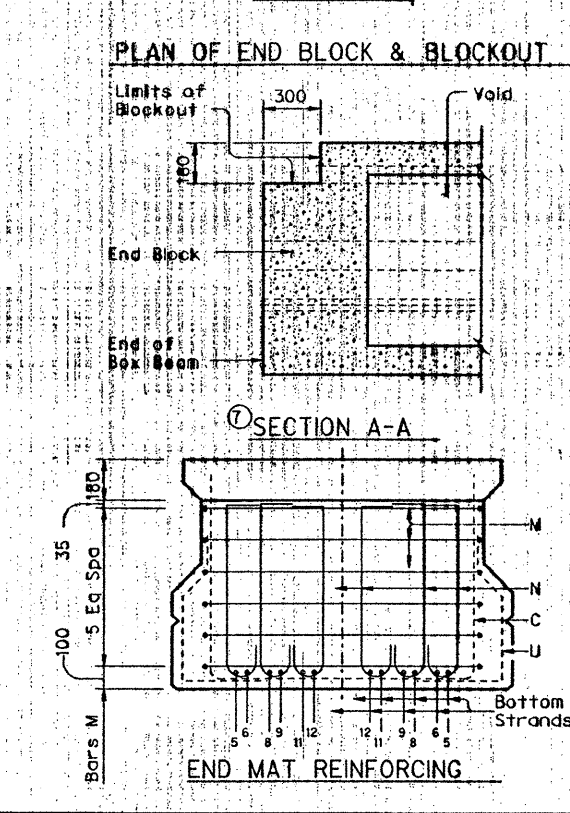 PLAN OF END BLOCK & BLOCKOUT
Limits of
Blockout
300
Void
180
End Block
End of
Box Beam
7 SECTION A-A
180
35
5 Eq Spa
100
Bars M
M
N
C
U
Bottom
Strands
5 6 8 9 11 12 12 11 9 8 6 5
END MAT REINFORCING